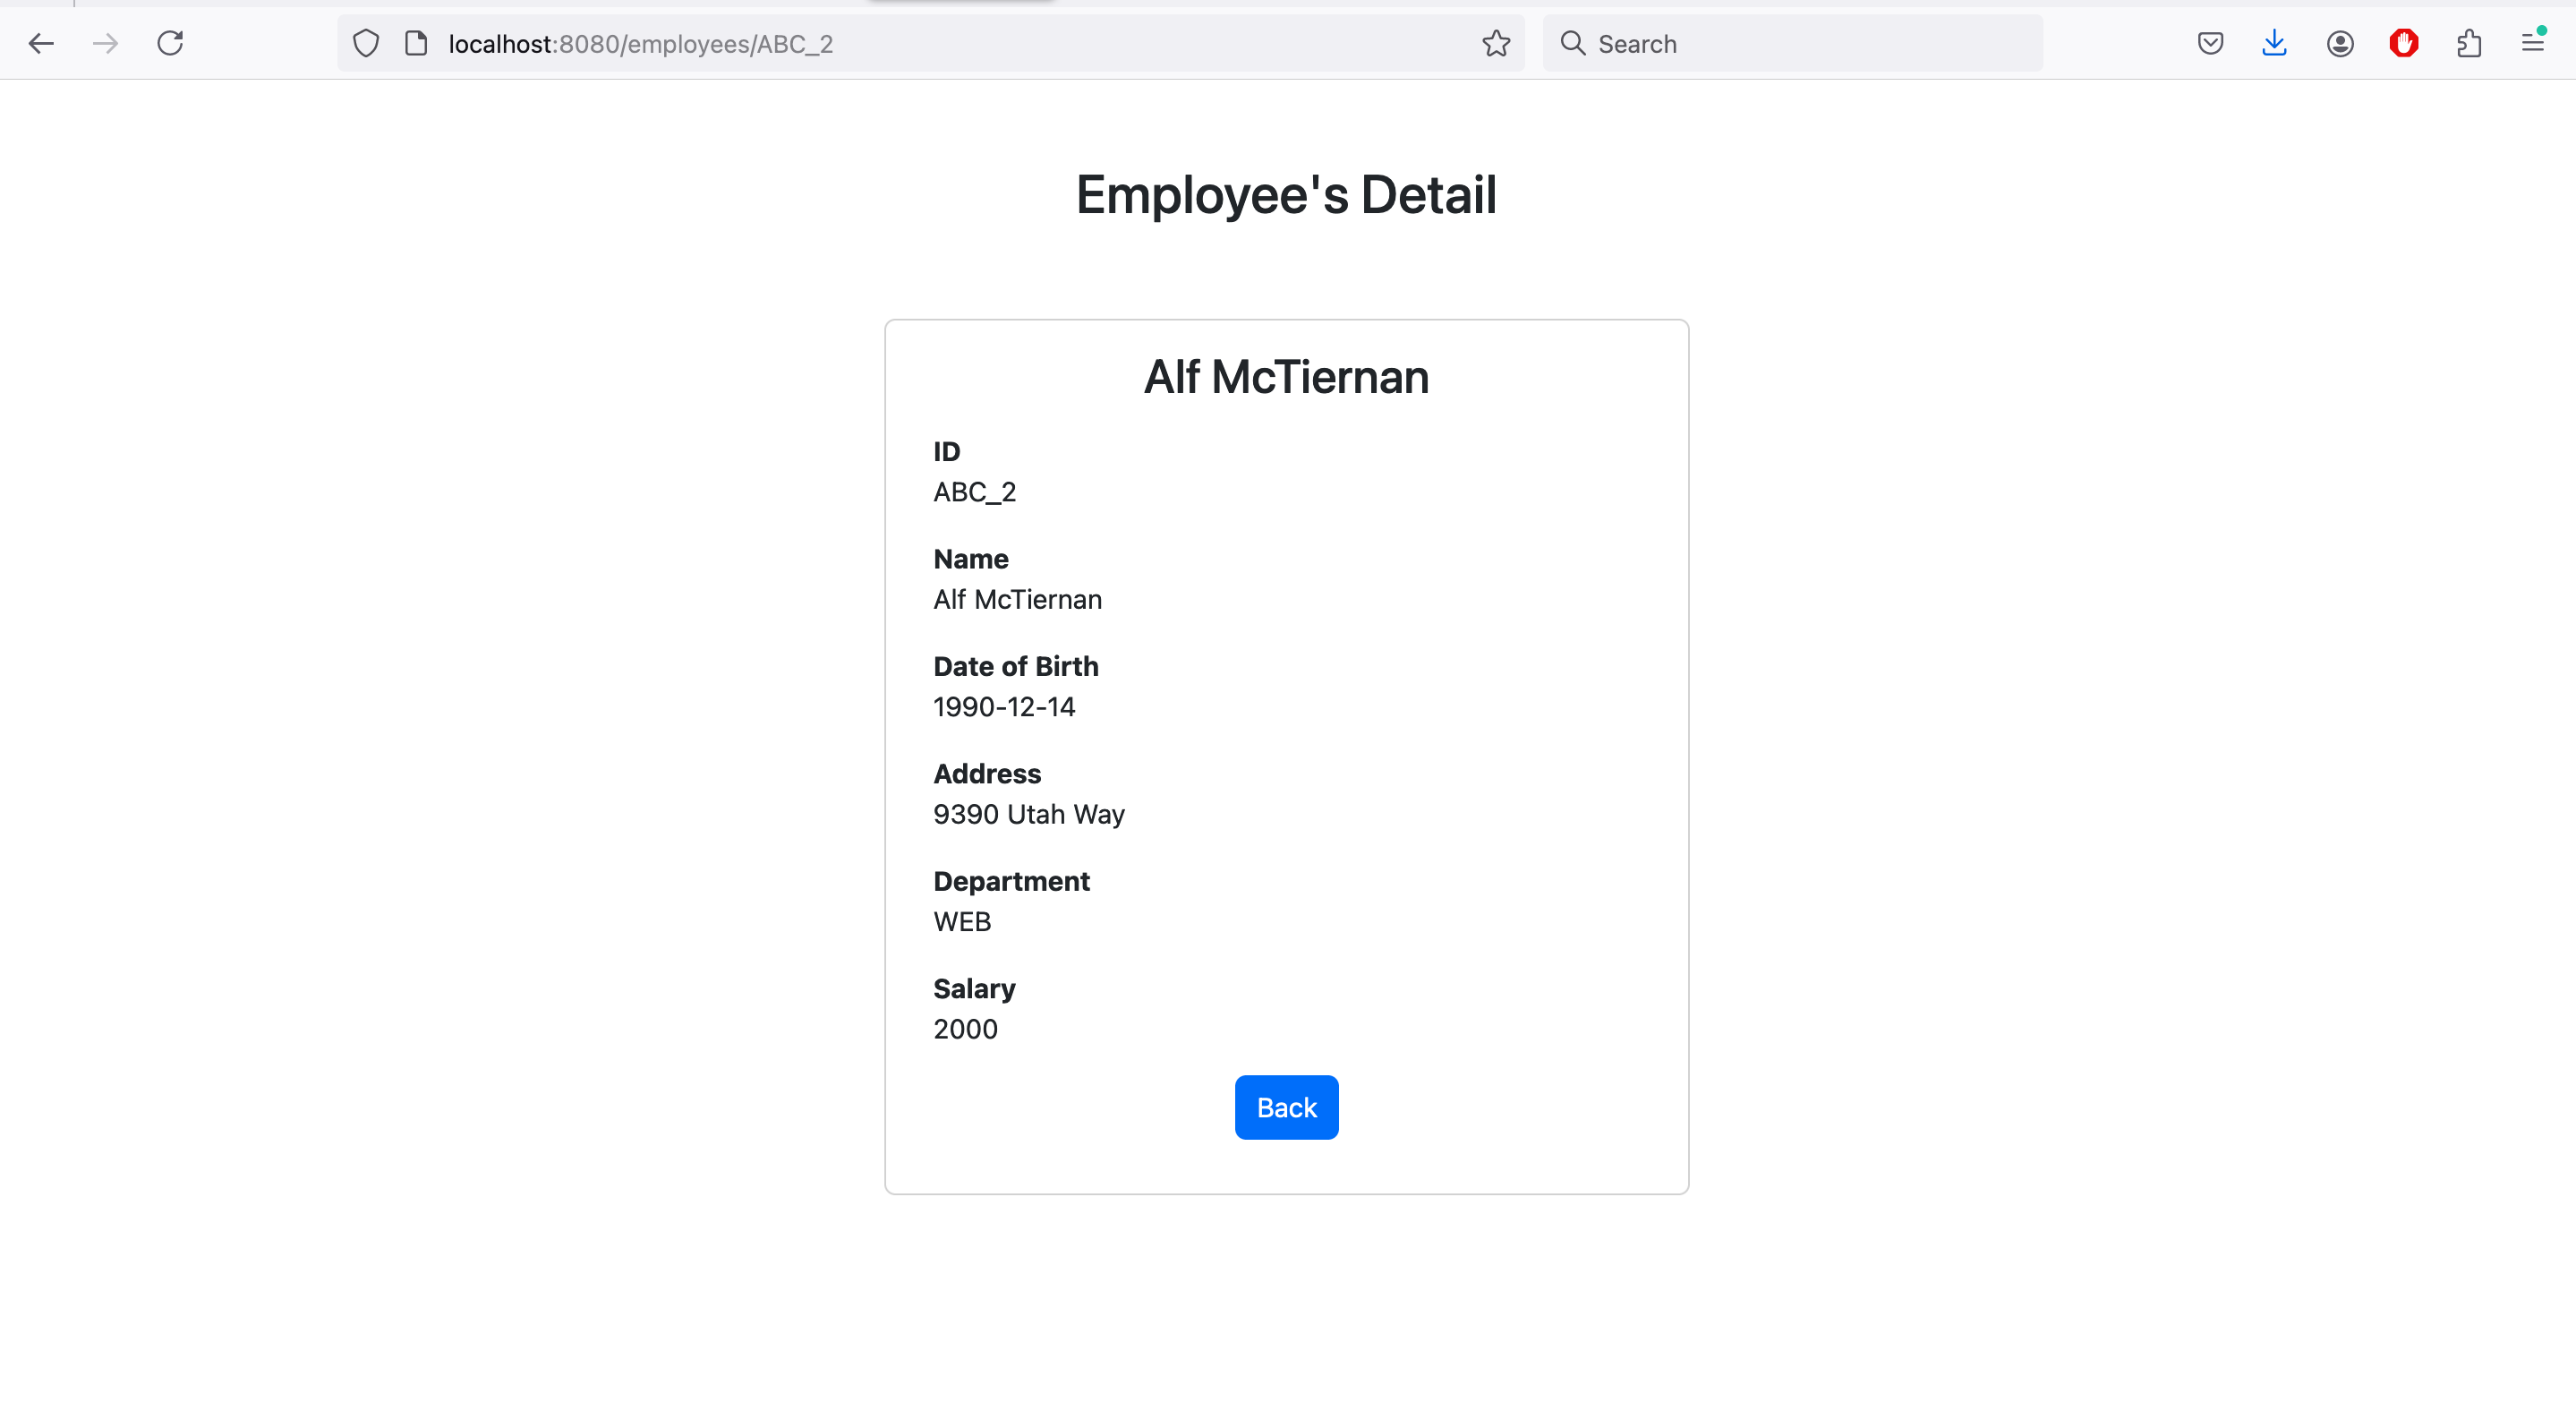 localhost:8080/employees/ABC_2
Search
Employee's Detail
Alf McTiernan
ID
ABC_2
Name
Alf McTiernan
Date of Birth
1990-12-14
Address
9390 Utah Way
Department
WEB
Salary
2000
Back